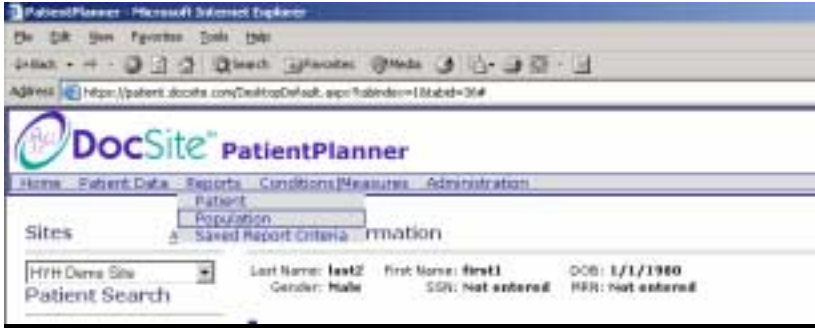 PatientPlanner - Microsoft Internet Explorer
File Edit View Favorites Tools Help
Back Search Favorites Media
Address https://patient.docsite.com/DesktopDefault.aspx?tabindex=1&tabid=36#
DocSite™ PatientPlanner
Home Patient Data Reports Conditions/Measures Administration
Patient
Population
Saved Report Criteria
Sites rmation
HYH Demo Site Last Name: last2 First Name: first1 DOB: 1/1/1980
Patient Search Gender: Male SSN: Not entered MRN: Not entered